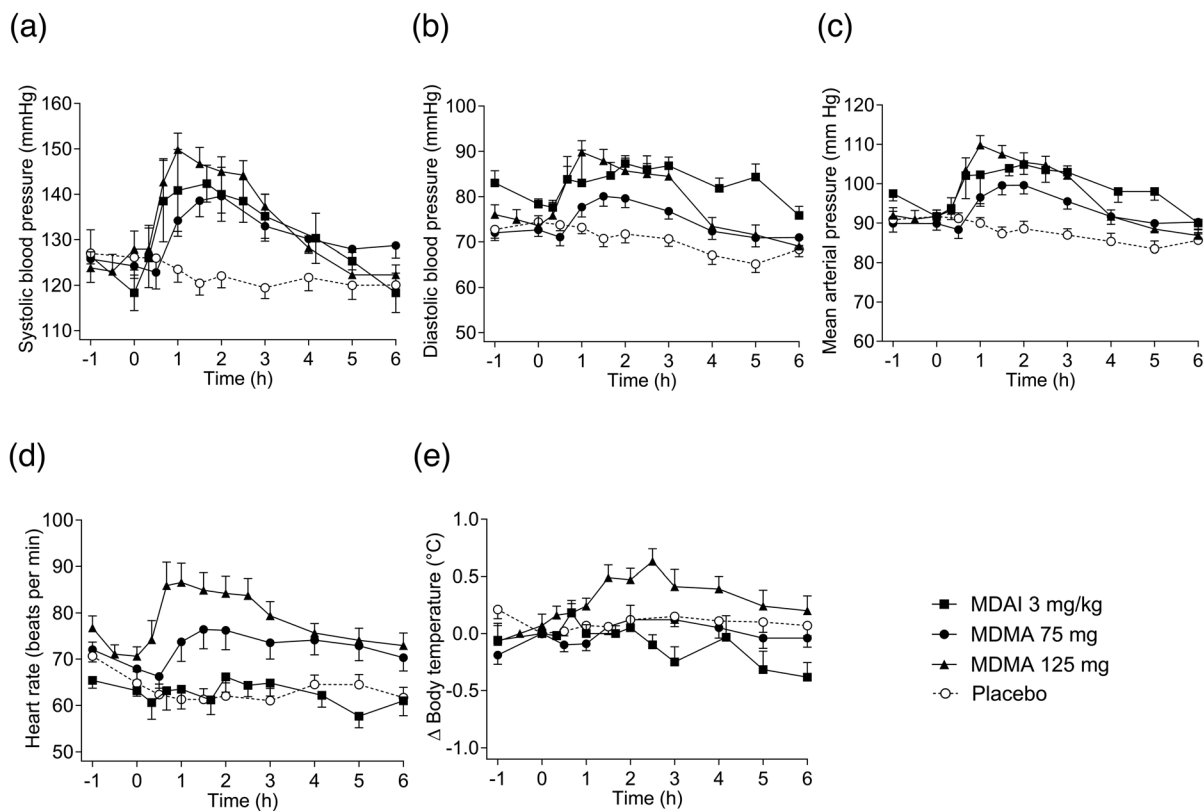 (a)
Systolic blood pressure (mmHg)
160
150
140
130
120
110
-1 0 1 2 3 4 5 6
Time (h)
(b)
Diastolic blood pressure (mmHg)
100
90
80
70
60
50
-1 0 1 2 3 4 5 6
Time (h)
(c)
Mean arterial pressure (mm Hg)
120
110
100
90
80
70
60
-1 0 1 2 3 4 5 6
Time (h)
(d)
Heart rate (beats per min)
100
90
80
70
60
50
-1 0 1 2 3 4 5 6
Time (h)
(e)
Δ Body temperature (°C)
1.0
0.5
0.0
-0.5
-1.0
-1 0 1 2 3 4 5 6
Time (h)
MDAI 3 mg/kg
MDMA 75 mg
MDMA 125 mg
Placebo